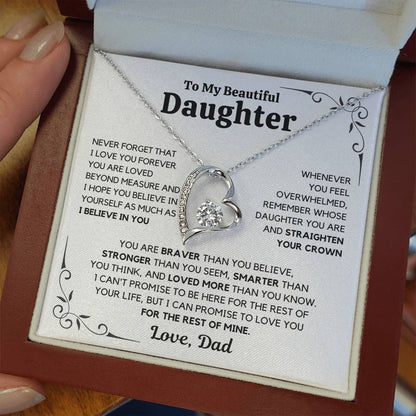 To My Beautiful
Daughter
NEVER FORGET THAT
I LOVE YOU FOREVER
YOU ARE LOVED
BEYOND MEASURE AND
I HOPE YOU BELIEVE IN
YOURSELF AS MUCH AS
I BELIEVE IN YOU
WHENEVER
YOU FEEL
OVERWHELMED,
REMEMBER WHOSE
DAUGHTER YOU ARE
AND STRAIGHTEN
YOUR CROWN
YOU ARE BRAVER THAN YOU BELIEVE,
STRONGER THAN YOU SEEM, SMARTER THAN
YOU THINK, AND LOVED MORE THAN YOU KNOW.
I CAN'T PROMISE TO BE HERE FOR THE REST OF
YOUR LIFE, BUT I CAN PROMISE TO LOVE YOU
FOR THE REST OF MINE.
Love, Dad